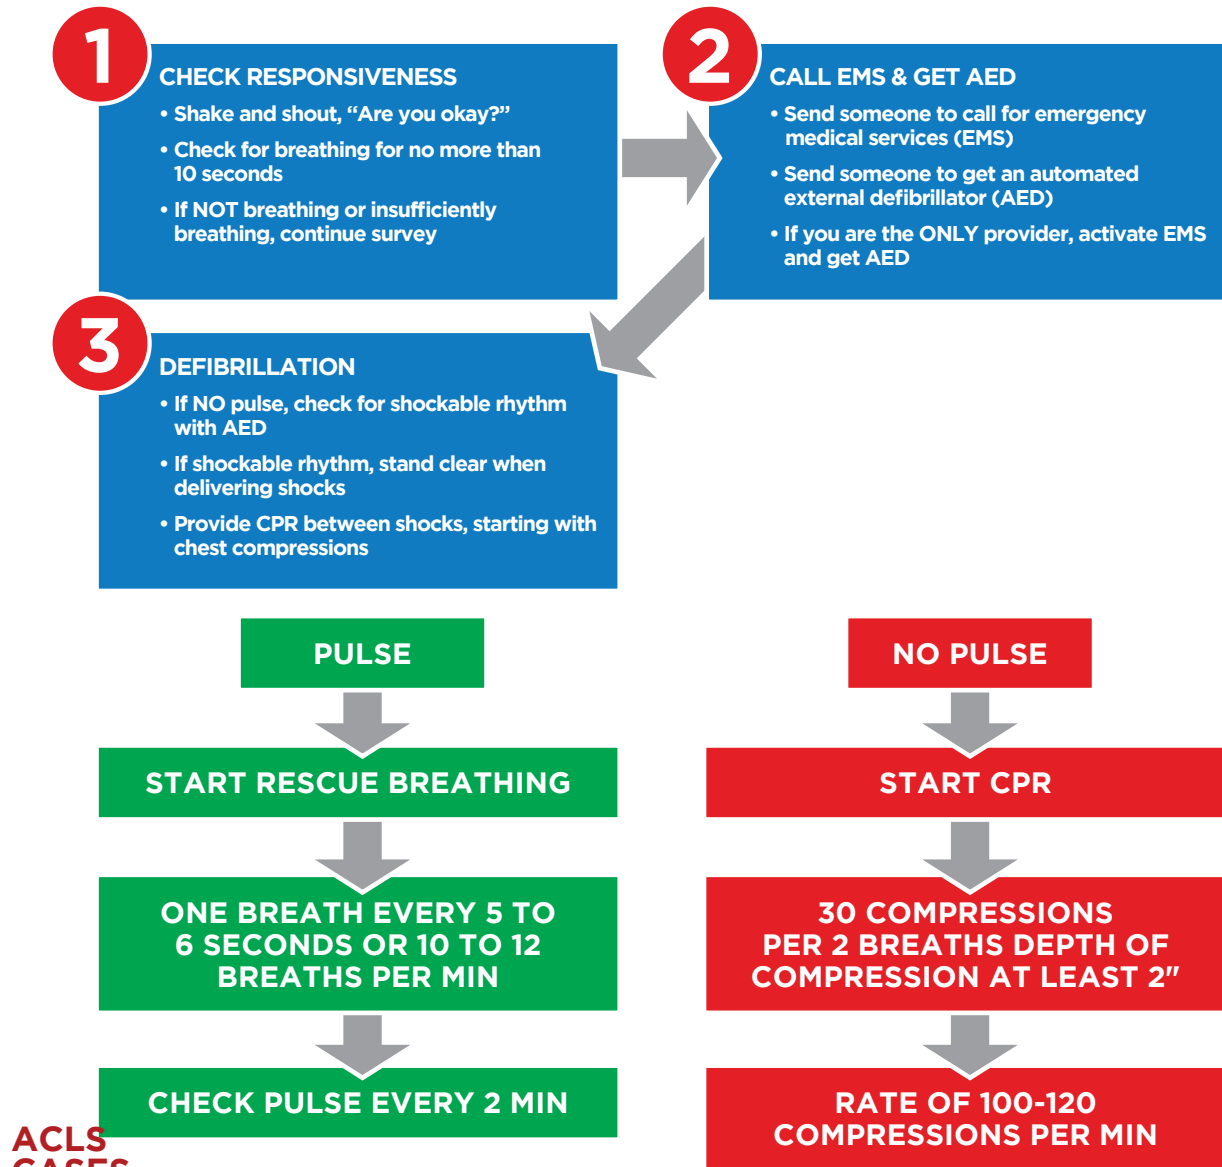 1
CHECK RESPONSIVENESS
• Shake and shout, “Are you okay?”
• Check for breathing for no more than
10 seconds
• If NOT breathing or insufficiently
breathing, continue survey
2
CALL EMS & GET AED
• Send someone to call for emergency
medical services (EMS)
• Send someone to get an automated
external defibrillator (AED)
• If you are the ONLY provider, activate EMS
and get AED
3
DEFIBRILLATION
• If NO pulse, check for shockable rhythm
with AED
• If shockable rhythm, stand clear when
delivering shocks
• Provide CPR between shocks, starting with
chest compressions
PULSE
START RESCUE BREATHING
ONE BREATH EVERY 5 TO
6 SECONDS OR 10 TO 12
BREATHS PER MIN
CHECK PULSE EVERY 2 MIN
NO PULSE
START CPR
30 COMPRESSIONS
PER 2 BREATHS DEPTH OF
COMPRESSION AT LEAST 2"
RATE OF 100-120
COMPRESSIONS PER MIN
ACLS
CASES